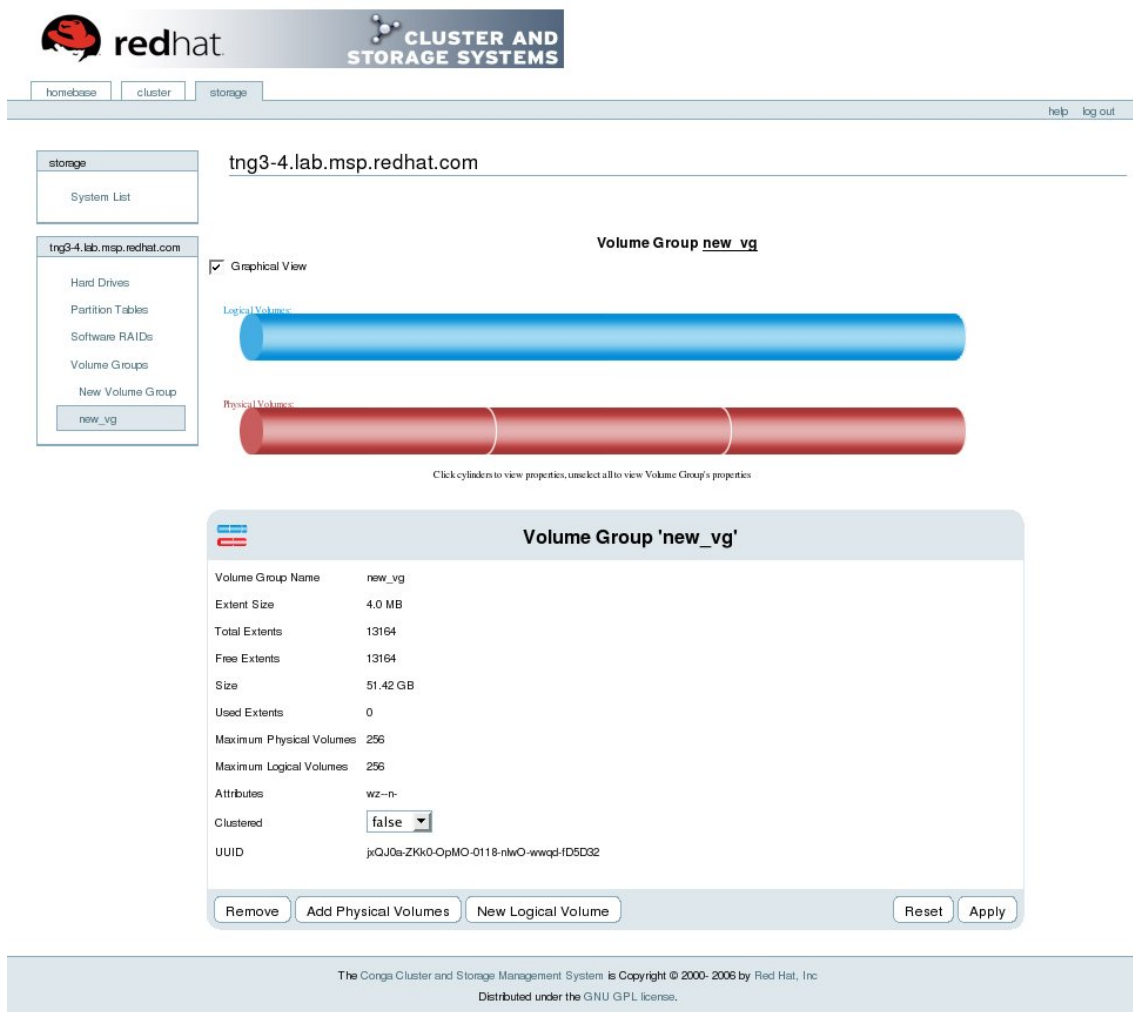 redhat.
CLUSTER AND
STORAGE SYSTEMS
homebase
cluster
storage
help
log out
storage
System List
tng3-4.lab.msp.redhat.com
Hard Drives
Partition Tables
Software RAIDs
Volume Groups
New Volume Group
new_vg
tng3-4.lab.msp.redhat.com
Volume Group new_vg
Graphical View
Logical Volumes:
Physical Volumes:
Click cylinders to view properties, unselect all to view Volume Group's properties
Volume Group 'new_vg'
Volume Group Name new_vg
Extent Size 4.0 MB
Total Extents 13164
Free Extents 13164
Size 51.42 GB
Used Extents 0
Maximum Physical Volumes 256
Maximum Logical Volumes 256
Attributes wz--n-
Clustered false
UUID jxQJ0a-ZKk0-OpMO-0118-nlwO-wwqd-fD5D32
Remove
Add Physical Volumes
New Logical Volume
Reset
Apply
The Conga Cluster and Storage Management System is Copyright © 2000- 2006 by Red Hat, Inc
Distributed under the GNU GPL license.